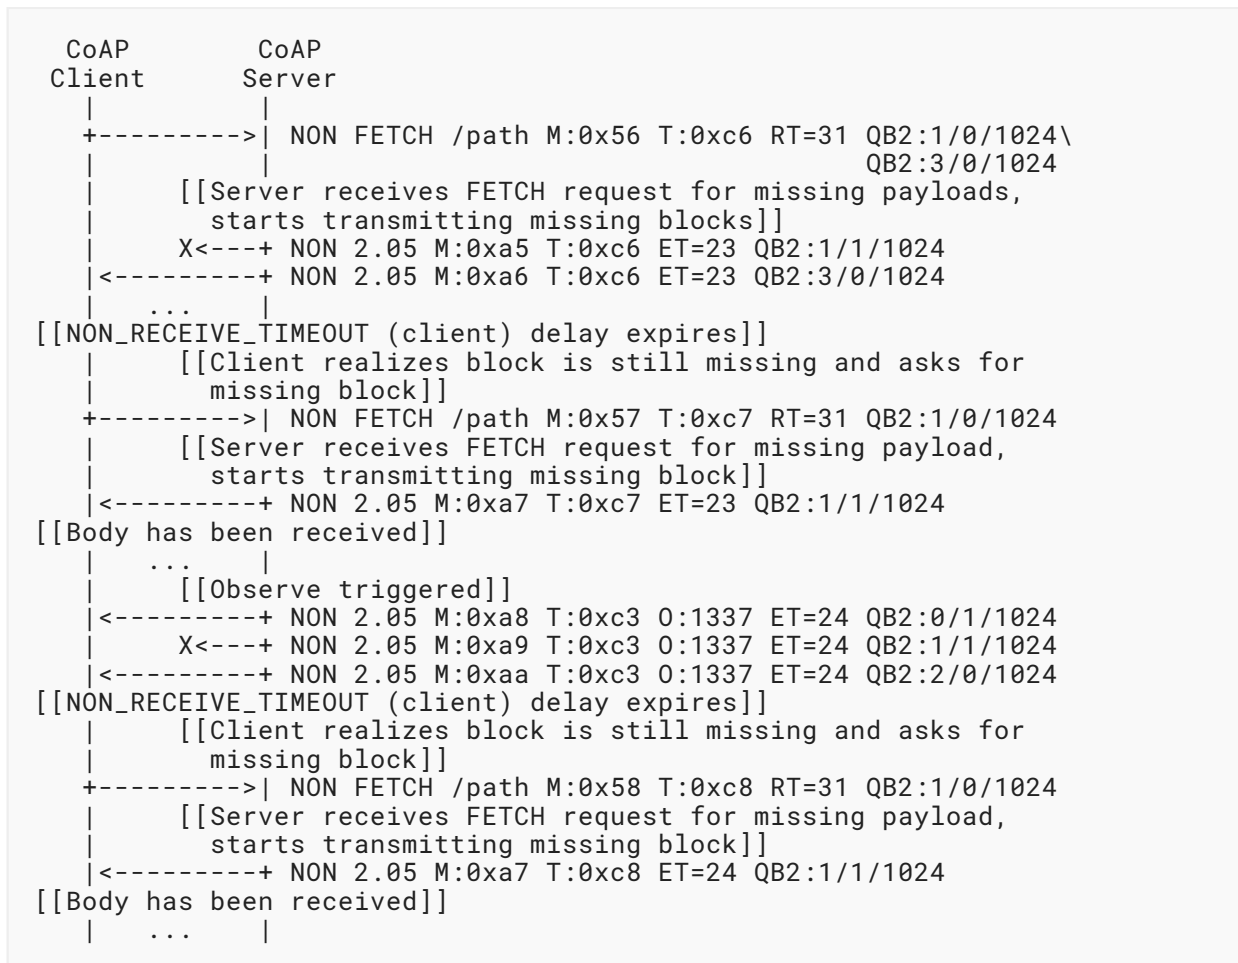 CoAP        CoAP
 Client      Server
   |          |
   +--------->| NON FETCH /path M:0x56 T:0xc6 RT=31 QB2:1/0/1024\
   |          |                                     QB2:3/0/1024
   |     [[Server receives FETCH request for missing payloads,
   |       starts transmitting missing blocks]]
   |     X<---+ NON 2.05 M:0xa5 T:0xc6 ET=23 QB2:1/1/1024
   |<---------+ NON 2.05 M:0xa6 T:0xc6 ET=23 QB2:3/0/1024
   |   ...    |
[[NON_RECEIVE_TIMEOUT (client) delay expires]]
   |     [[Client realizes block is still missing and asks for
   |       missing block]]
   +--------->| NON FETCH /path M:0x57 T:0xc7 RT=31 QB2:1/0/1024
   |     [[Server receives FETCH request for missing payload,
   |       starts transmitting missing block]]
   |<---------+ NON 2.05 M:0xa7 T:0xc7 ET=23 QB2:1/1/1024
[[Body has been received]]
   |   ...    |
   |     [[Observe triggered]]
   |<---------+ NON 2.05 M:0xa8 T:0xc3 O:1337 ET=24 QB2:0/1/1024
   |     X<---+ NON 2.05 M:0xa9 T:0xc3 O:1337 ET=24 QB2:1/1/1024
   |<---------+ NON 2.05 M:0xaa T:0xc3 O:1337 ET=24 QB2:2/0/1024
[[NON_RECEIVE_TIMEOUT (client) delay expires]]
   |     [[Client realizes block is still missing and asks for
   |       missing block]]
   +--------->| NON FETCH /path M:0x58 T:0xc8 RT=31 QB2:1/0/1024
   |     [[Server receives FETCH request for missing payload,
   |       starts transmitting missing block]]
   |<---------+ NON 2.05 M:0xa7 T:0xc8 ET=24 QB2:1/1/1024
[[Body has been received]]
   |   ...    |